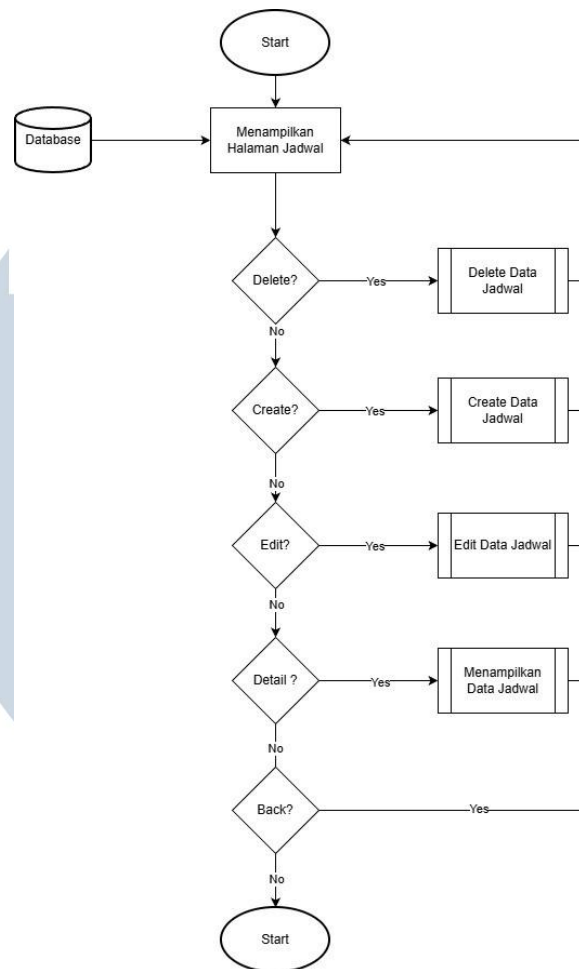 Start
Database
Menampilkan
Halaman Jadwal
Delete?
Yes
Delete Data
Jadwal
No
Create?
Yes
Create Data
Jadwal
No
Edit?
Yes
Edit Data Jadwal
No
Detail ?
Yes
Menampilkan
Data Jadwal
No
Back?
Yes
No
Start